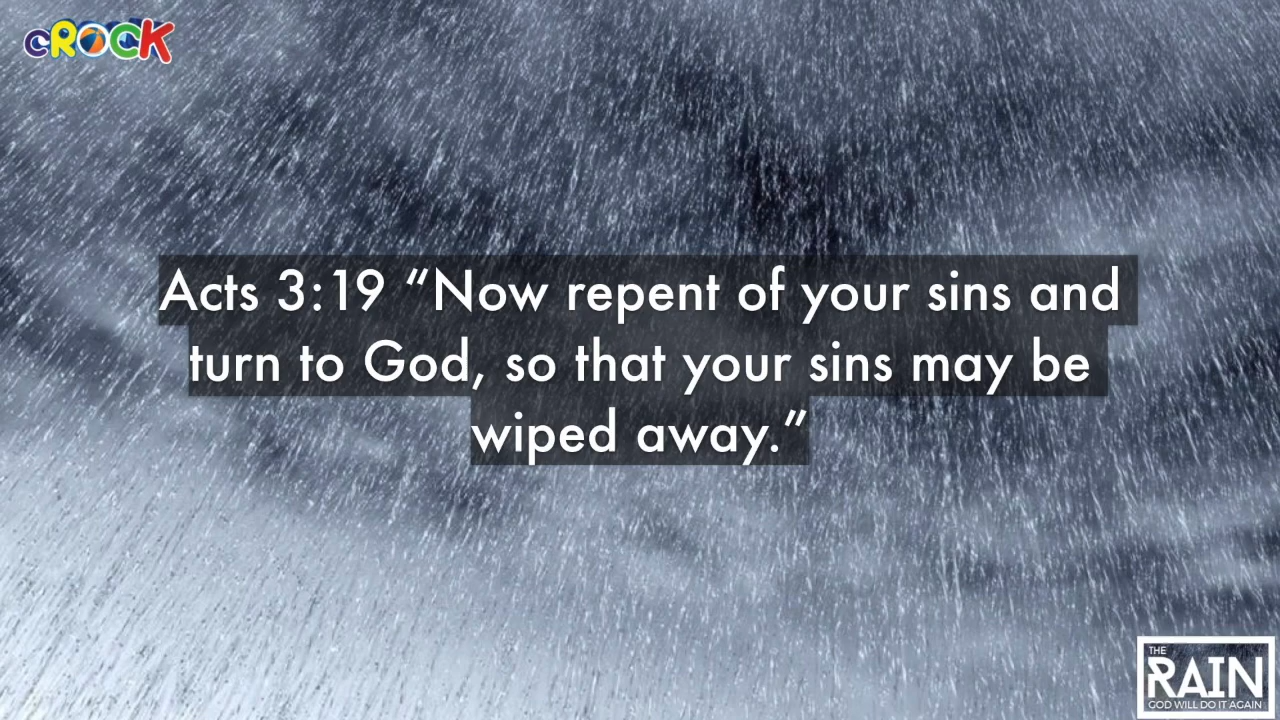 cROCK
Acts 3:19 “Now repent of your sins and
turn to God, so that your sins may be
wiped away.”
THE
RAIN
GOD WILL DO IT AGAIN